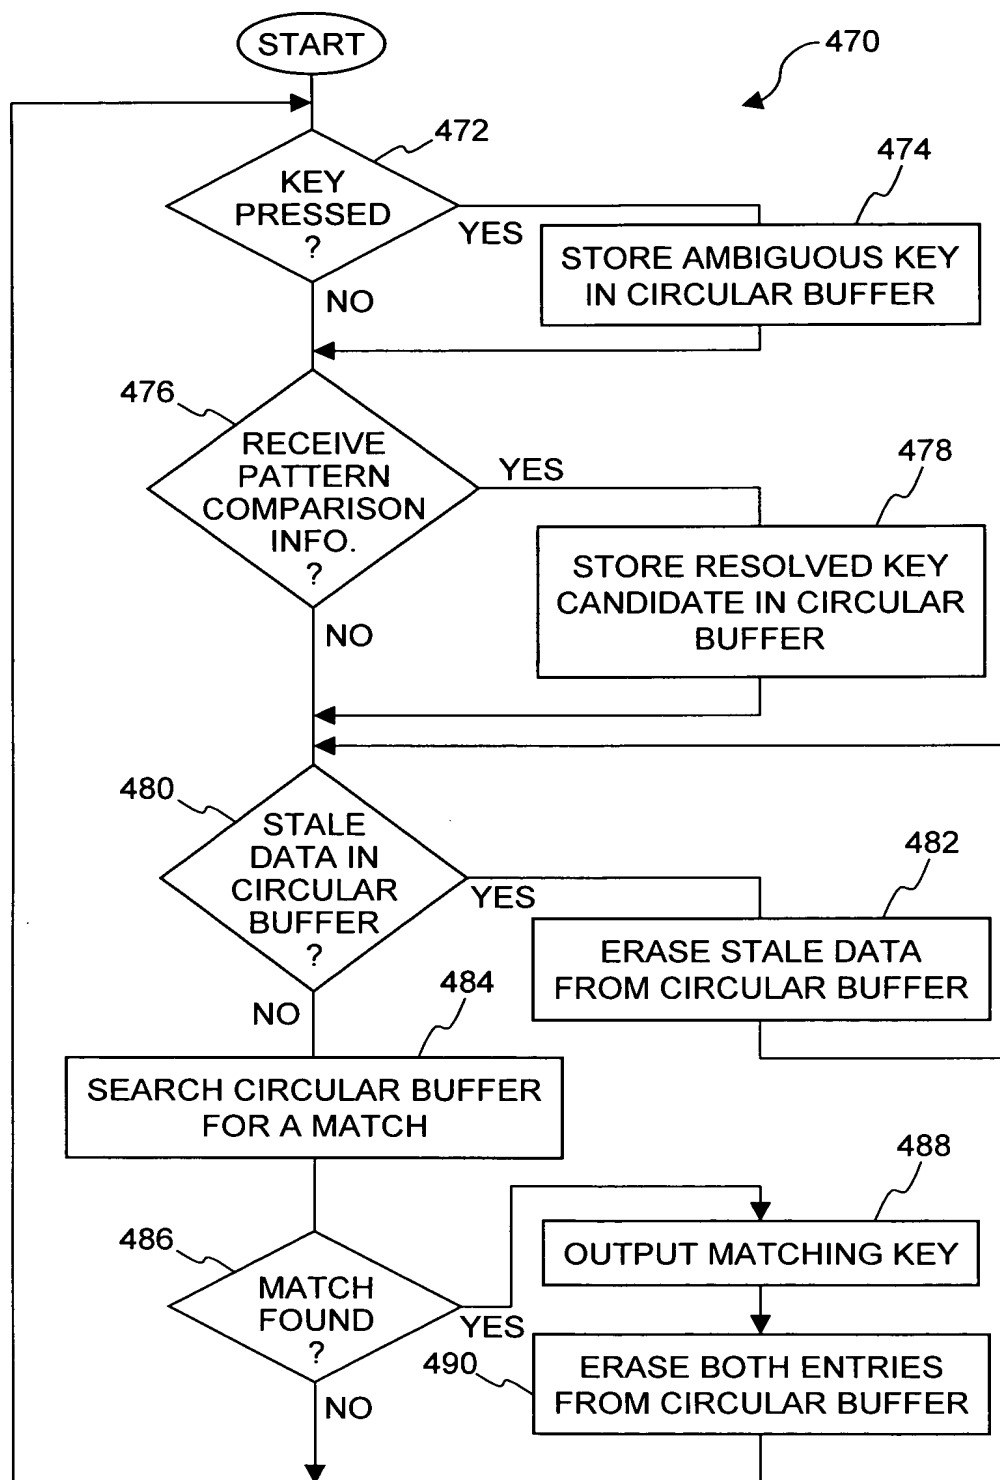 START
470
472
KEY
PRESSED
?
YES
NO
474
STORE AMBIGUOUS KEY
IN CIRCULAR BUFFER
476
RECEIVE
PATTERN
COMPARISON
INFO.
?
YES
NO
478
STORE RESOLVED KEY
CANDIDATE IN CIRCULAR
BUFFER
480
STALE
DATA IN
CIRCULAR
BUFFER
?
YES
NO
482
ERASE STALE DATA
FROM CIRCULAR BUFFER
484
SEARCH CIRCULAR BUFFER
FOR A MATCH
486
MATCH
FOUND
?
YES
NO
488
OUTPUT MATCHING KEY
490
ERASE BOTH ENTRIES
FROM CIRCULAR BUFFER